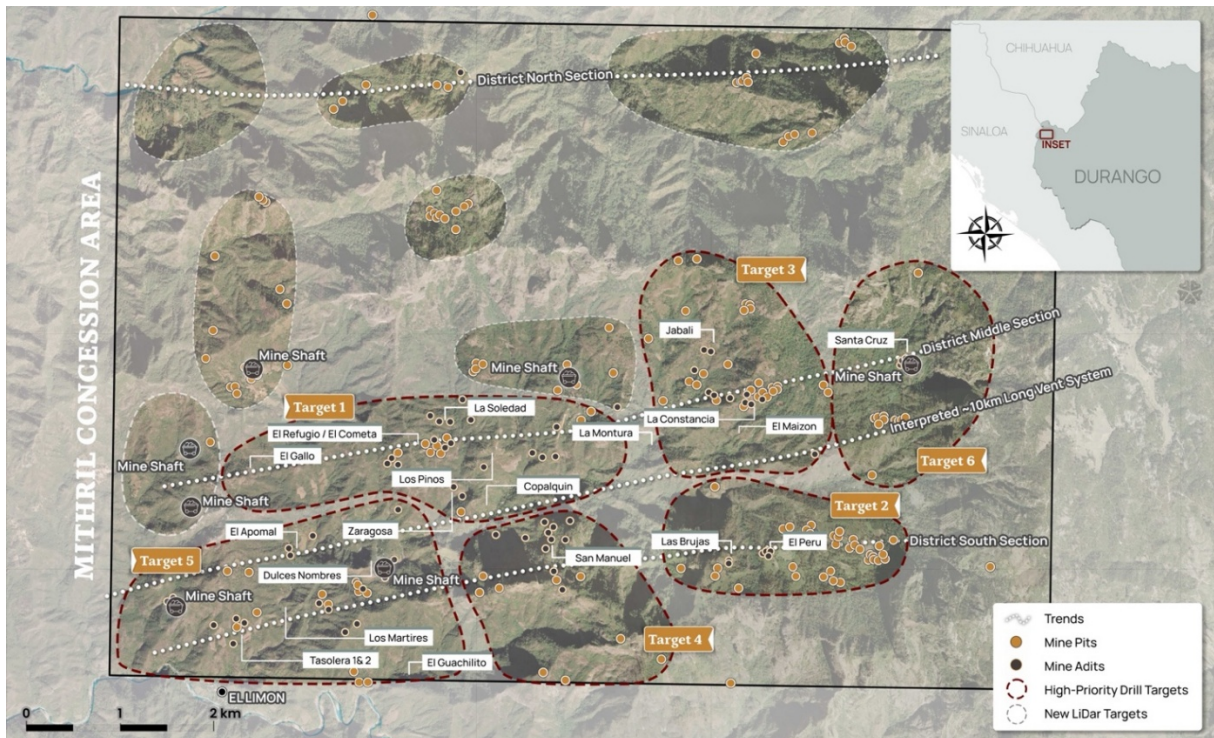 CHIHUAHUA
SINALOA
INSET
DURANGO
District North Section
MITHRIL CONCESSION AREA
Target 3
Jabali
Santa Cruz
District Middle Section
Mine Shaft
Mine Shaft
Mine Shaft
Target 1
La Soledad
El Refugio / El Cometa
La Constancia
La Montura
El Maizon
Interpreted ~10km Long Vent System
El Gallo
Mine Shaft
Los Pinos
Copalquin
Target 6
Mine Shaft
Target 2
El Apomal
Zaragosa
Las Brujas
El Peru
District South Section
Target 5
San Manuel
Dulces Nombres
Mine Shaft
Mine Shaft
Los Martires
Target 4
Tasolera 1& 2
El Guachilito
EL LIMON
0 1 2 km
Trends
Mine Pits
Mine Adits
High-Priority Drill Targets
New LiDar Targets